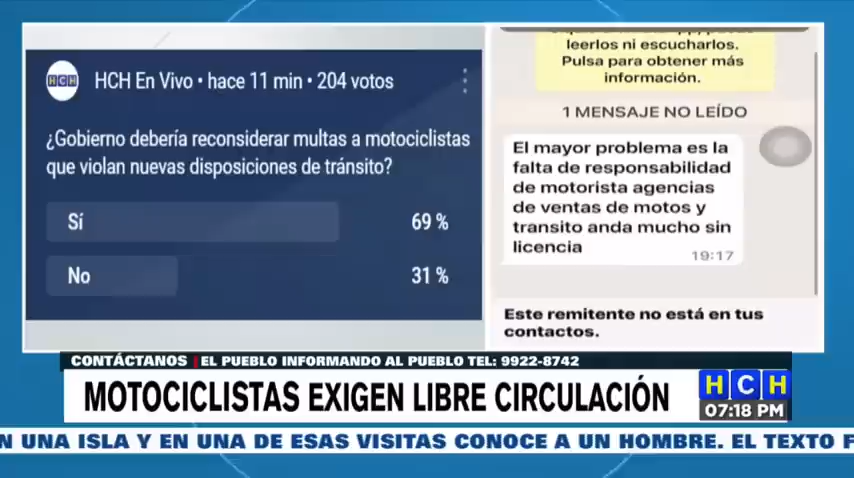 HCH
HCH En Vivo • hace 11 min • 204 votos
¿Gobierno debería reconsiderar multas a motociclistas
que violan nuevas disposiciones de tránsito?
Sí 69 %
No 31 %
leerlos ni escucharlos.
Pulsa para obtener más
información.
1 MENSAJE NO LEÍDO
El mayor problema es la
falta de responsabilidad
de motorista agencias
de ventas de motos y
transito anda mucho sin
licencia
19:17
Este remitente no está en tus
contactos.
CONTÁCTANOS | EL PUEBLO INFORMANDO AL PUEBLO TEL: 9922-8742
MOTOCICLISTAS EXIGEN LIBRE CIRCULACIÓN
HCH
07:18 PM
N UNA ISLA Y EN UNA DE ESAS VISITAS CONOCE A UN HOMBRE. EL TEXTO F